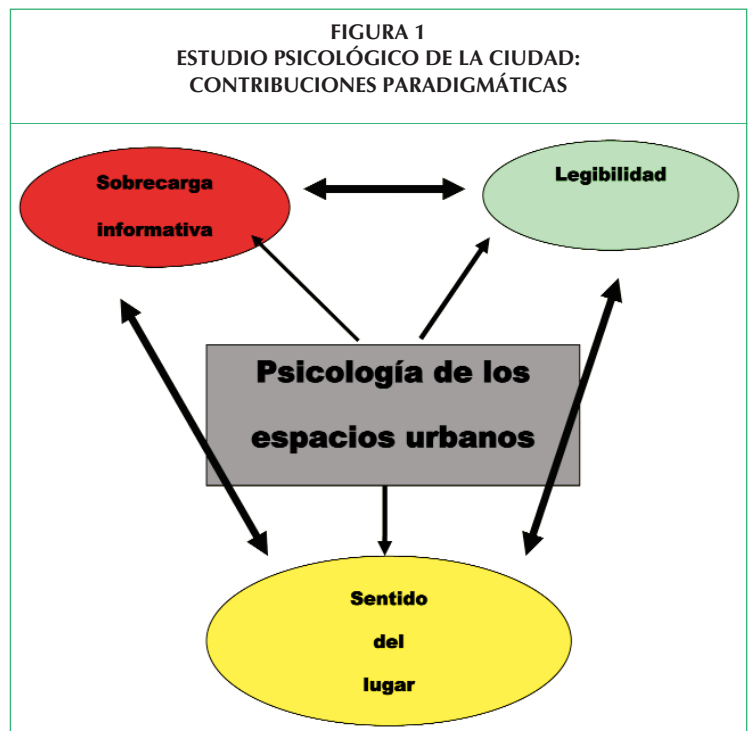 FIGURA 1
ESTUDIO PSICOLÓGICO DE LA CIUDAD:
CONTRIBUCIONES PARADIGMÁTICAS
Sobrecarga
informativa
Legibilidad
Psicología de los
espacios urbanos
Sentido
del
lugar